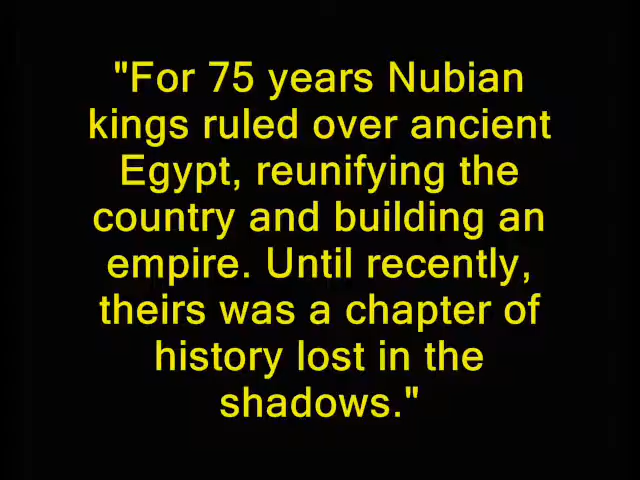 "For 75 years Nubian
kings ruled over ancient
Egypt, reunifying the
country and building an
empire. Until recently,
theirs was a chapter of
history lost in the
shadows."